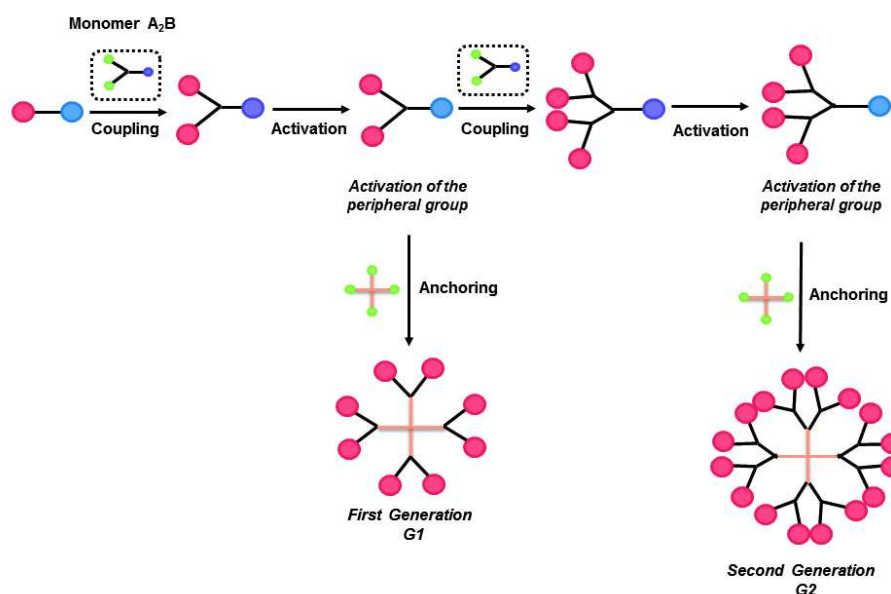 Monomer A₂B
Coupling
Activation
Coupling
Activation
Activation of the
peripheral group
Activation of the
peripheral group
Anchoring
Anchoring
First Generation
G1
Second Generation
G2